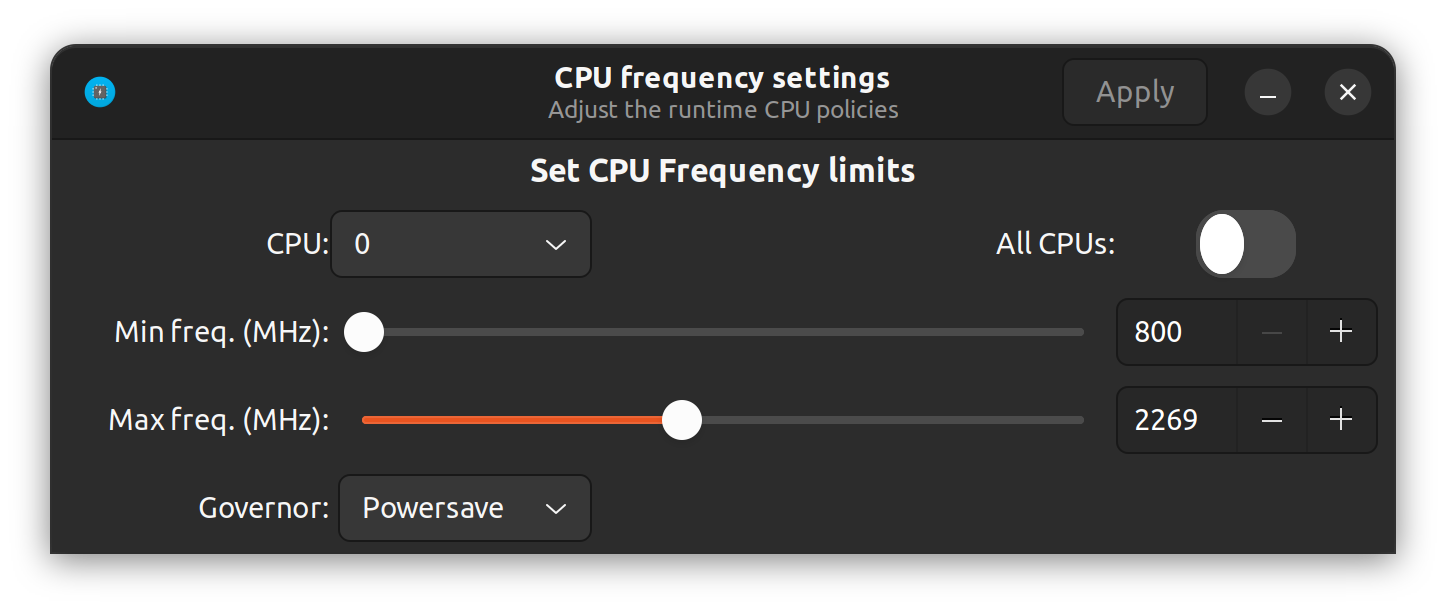 CPU frequency settings
Adjust the runtime CPU policies
Apply
Set CPU Frequency limits
CPU: 0 All CPUs:
Min freq. (MHz): 800
Max freq. (MHz): 2269
Governor: Powersave